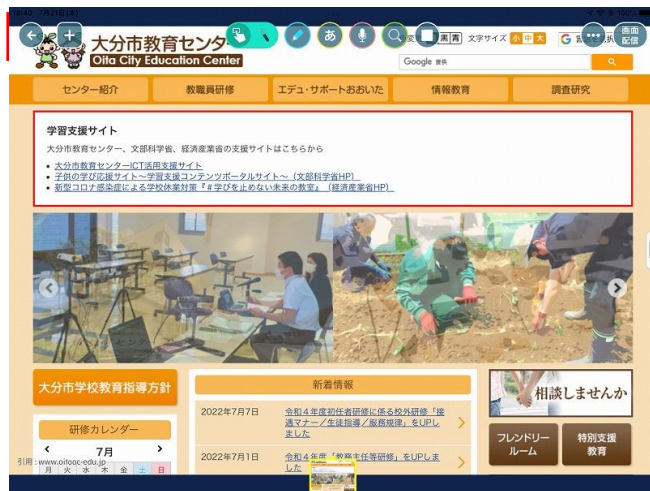 大分市教育センター
Oita City Education Center
文字サイズ 小 中 大
画面
配信
Google 提供
センター紹介 教職員研修 エデュ・サポートおおいた 情報教育 調査研究
学習支援サイト
大分市教育センター、文部科学省、経済産業省の支援サイトはこちらから
大分市教育センターICT活用支援サイト
子供の学び応援サイト～学習支援コンテンツポータルサイト～（文部科学省HP）
新型コロナ感染症による学校休業対策『＃学びを止めない未来の教室』（経済産業省HP）
大分市学校教育指導方針
新着情報
相談しませんか
2022年7月7日 令和４年度初任者研修に係る校外研修「接
遇マナー／生徒指導／服務規律」をUPし
ました
研修カレンダー
7月
フレンドリー
ルーム
特別支援
教育
2022年7月1日 令和４年度「教務主任等研修」をUPしま
した
引用：www.oitaac-edu.jp
月 火 水 木 金 土 日